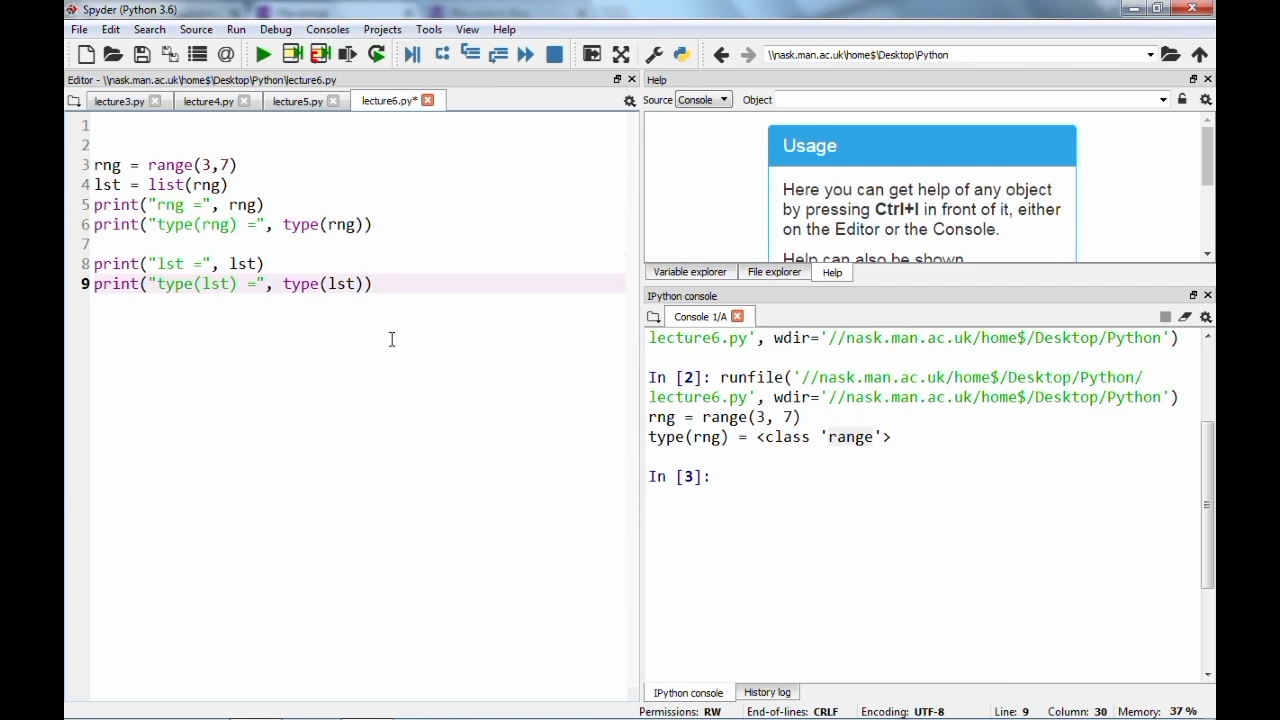 Spyder (Python 3.6)
File Edit Search Source Run Debug Consoles Projects Tools View Help
\\nask.man.ac.uk\home$\Desktop\Python
Editor - \\nask.man.ac.uk\home$\Desktop\Python\lecture6.py
lecture3.py lecture4.py lecture5.py lecture6.py*
1
2
3 rng = range(3,7)
4 lst = list(rng)
5 print("rng =", rng)
6 print("type(rng) =", type(rng))
7
8 print("lst =", lst)
9 print("type(lst) =", type(lst))
Help
Source Console Object
Usage
Here you can get help of any object
by pressing Ctrl+I in front of it, either
on the Editor or the Console.
Help can also be shown
Variable explorer File explorer Help
IPython console
Console 1/A
lecture6.py', wdir='//nask.man.ac.uk/home$/Desktop/Python')
In [2]: runfile('//nask.man.ac.uk/home$/Desktop/Python/
lecture6.py', wdir='//nask.man.ac.uk/home$/Desktop/Python')
rng = range(3, 7)
type(rng) = <class 'range'>
In [3]:
IPython console History log
Permissions: RW End-of-lines: CRLF Encoding: UTF-8 Line: 9 Column: 30 Memory: 37 %